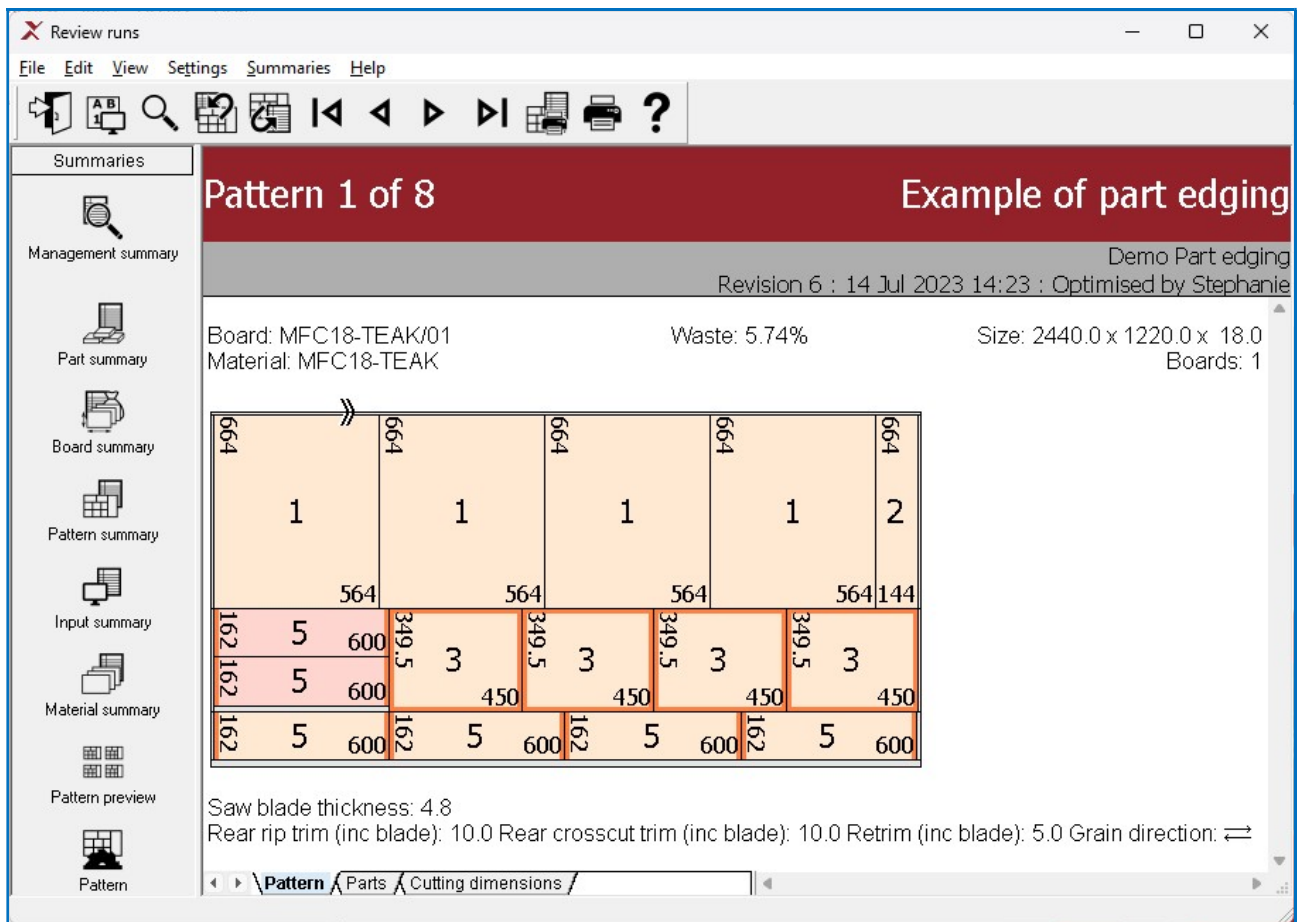 Review runs
File Edit View Settings Summaries Help
A B
1
?
Summaries
Management summary
Part summary
Board summary
Pattern summary
Input summary
Material summary
Pattern preview
Pattern
Pattern 1 of 8 Example of part edging
Demo Part edging
Revision 6 : 14 Jul 2023 14:23 : Optimised by Stephanie
Board: MFC18-TEAK/01 Waste: 5.74% Size: 2440.0 x 1220.0 x 18.0
Material: MFC18-TEAK Boards: 1
664 664 664 664 664
1 1 1 1 2
564 564 564 564 144
162 5 600 349.5 3 450 349.5 3 450 349.5 3 450 349.5 3 450
162 5 600
162 5 600 162 5 600 162 5 600 162 5 600
Saw blade thickness: 4.8
Rear rip trim (inc blade): 10.0 Rear crosscut trim (inc blade): 10.0 Retrim (inc blade): 5.0 Grain direction:
Pattern Parts Cutting dimensions